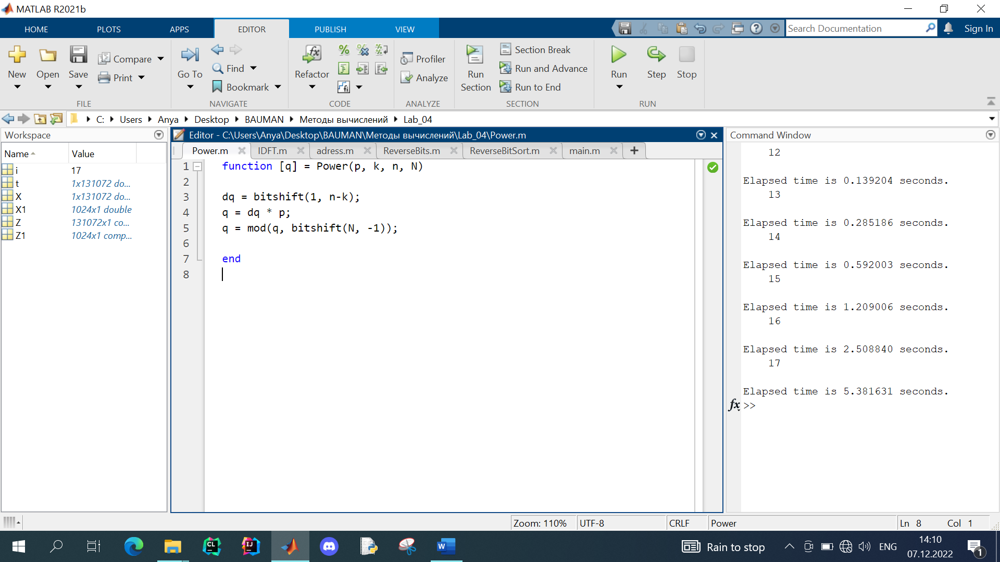 MATLAB R2021b
HOME PLOTS APPS EDITOR PUBLISH VIEW Search Documentation Sign In
New Open Save Compare Print
FILE
Go To Find Bookmark
NAVIGATE
Refactor
CODE
Profiler
Analyze
ANALYZE
Run Section
Section Break
Run and Advance
Run to End
SECTION
Run Step Stop
RUN
C: Users Anya Desktop BAUMAN Методы вычислений Lab_04
Workspace
Name Value
i 17
t 1x131072 do...
X 1x131072 do...
X1 1024x1 double
Z 131072x1 co...
Z1 1024x1 comp...
Editor - C:\Users\Anya\Desktop\BAUMAN\Методы вычислений\Lab_04\Power.m
Power.m IDFT.m adress.m ReverseBits.m ReverseBitSort.m main.m +
1 function [q] = Power(p, k, n, N)
2
3 dq = bitshift(1, n-k);
4 q = dq * p;
5 q = mod(q, bitshift(N, -1));
6
7 end
8
Command Window
12
Elapsed time is 0.139204 seconds.
13
Elapsed time is 0.285186 seconds.
14
Elapsed time is 0.592003 seconds.
15
Elapsed time is 1.209006 seconds.
16
Elapsed time is 2.508840 seconds.
17
Elapsed time is 5.381631 seconds.
fx >>
Zoom: 110% UTF-8 CRLF Power Ln 8 Col 1
CL IJ W Rain to stop ENG 14:10
07.12.2022 1